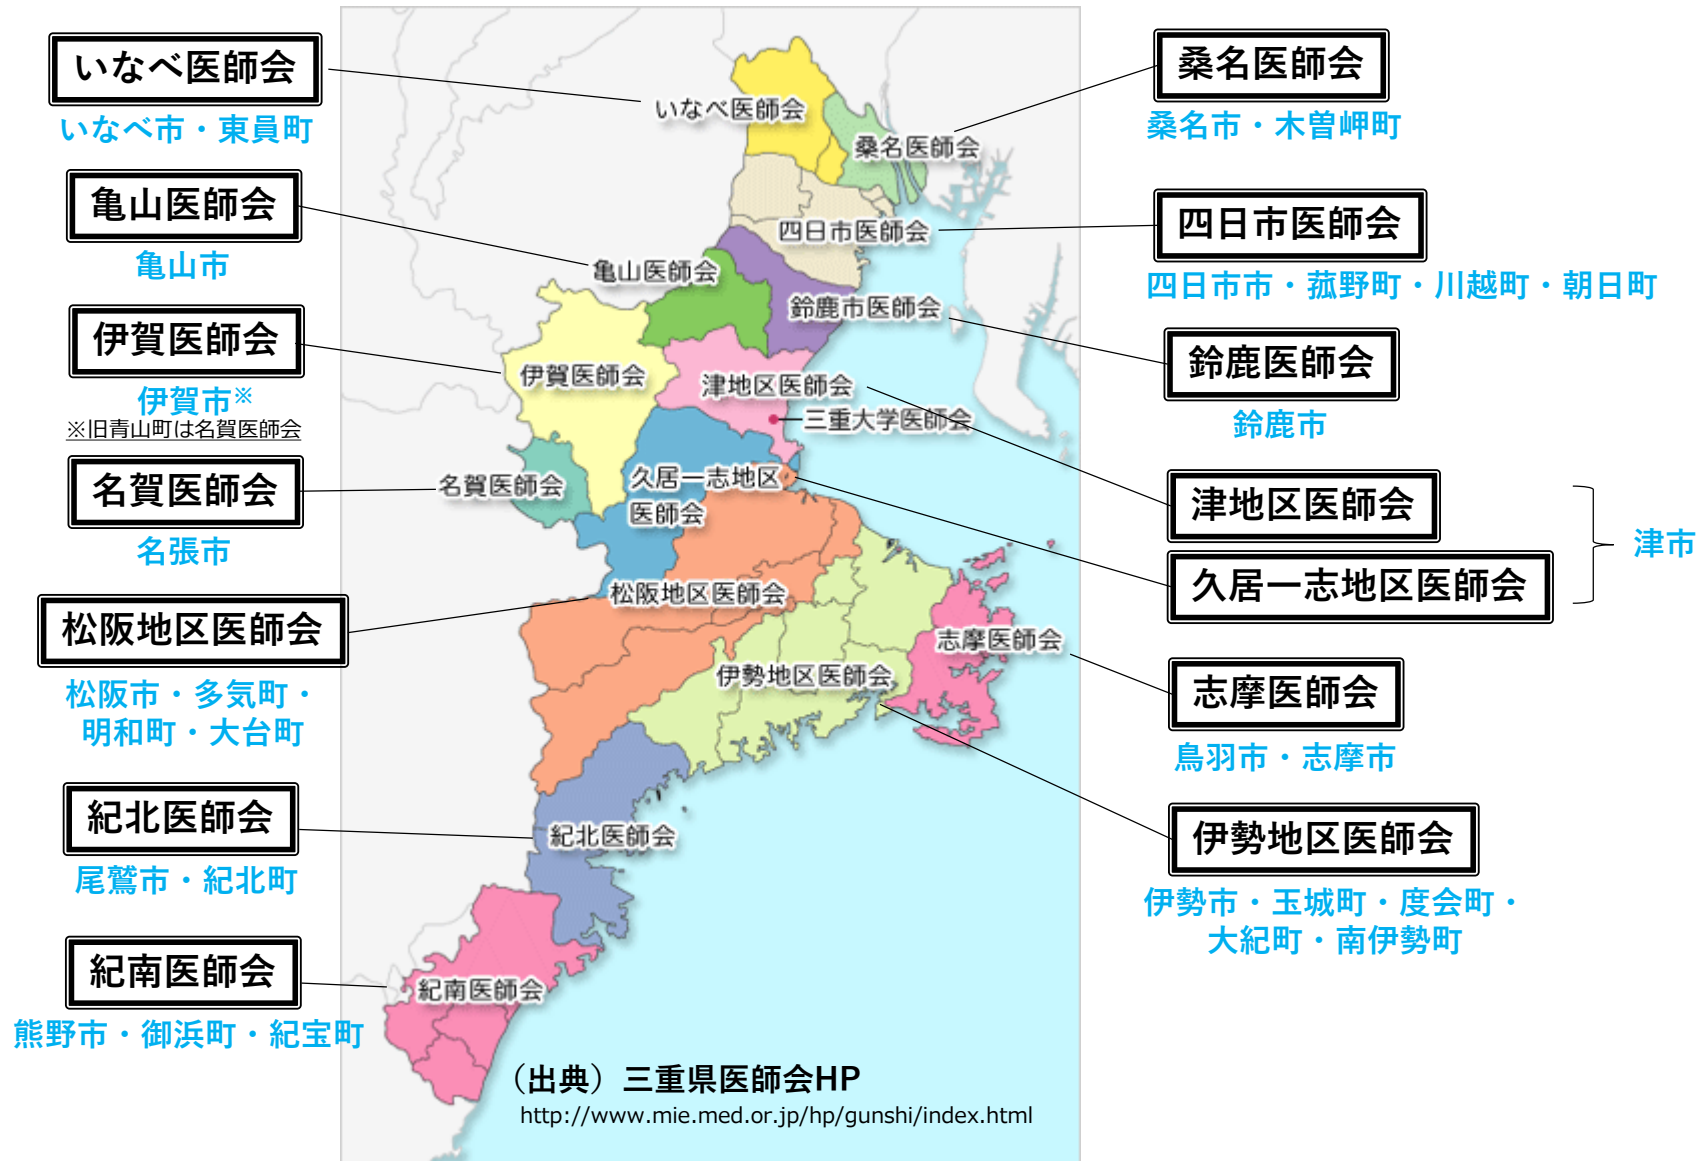 いなべ医師会
いなべ市・東員町
亀山医師会
亀山市
伊賀医師会
伊賀市※
※旧青山町は名賀医師会
名賀医師会
名張市
松阪地区医師会
松阪市・多気町・
明和町・大台町
紀北医師会
尾鷲市・紀北町
紀南医師会
熊野市・御浜町・紀宝町
いなべ医師会
桑名医師会
四日市医師会
亀山医師会
鈴鹿市医師会
伊賀医師会
津地区医師会
三重大学医師会
名賀医師会
久居一志地区
医師会
松阪地区医師会
志摩医師会
伊勢地区医師会
紀北医師会
紀南医師会
（出典）三重県医師会HP
http://www.mie.med.or.jp/hp/gunshi/index.html
桑名医師会
桑名市・木曽岬町
四日市医師会
四日市市・菰野町・川越町・朝日町
鈴鹿医師会
鈴鹿市
津地区医師会
久居一志地区医師会
津市
志摩医師会
鳥羽市・志摩市
伊勢地区医師会
伊勢市・玉城町・度会町・
大紀町・南伊勢町